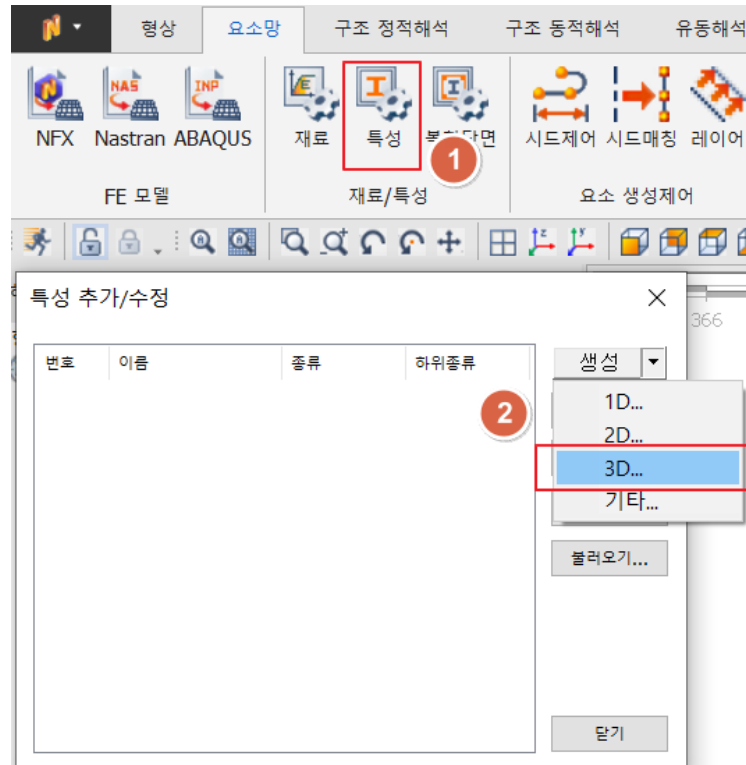 형상 요소망 구조 정적해석 구조 동적해석 유동해석
NAS INP
NFX Nastran ABAQUS 재료 특성 단면 시드제어 시드매칭 레이어
1
FE 모델 재료/특성 요소 생성제어
특성 추가/수정
366
번호 이름 종류 하위종류 생성
1D...
2
2D...
3D...
기타...
불러오기...
닫기